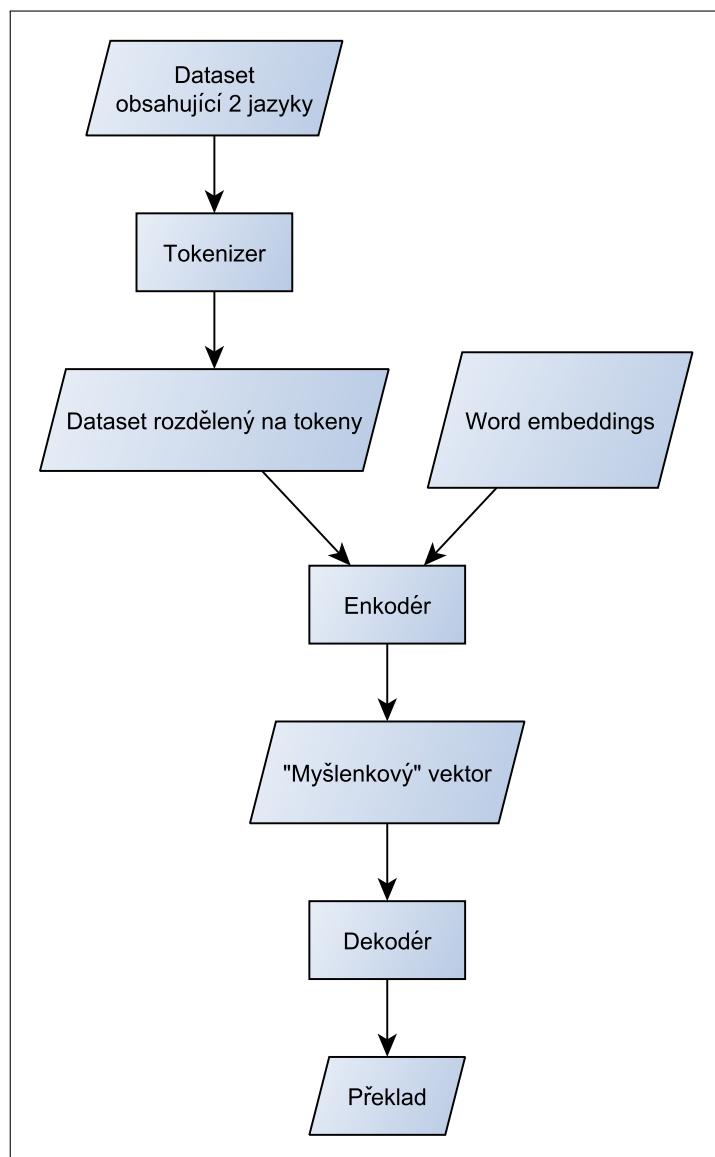 Dataset
obsahující 2 jazyky
Tokenizer
Dataset rozdělený na tokeny
Word embeddings
Enkodér
"Myšlenkový" vektor
Dekodér
Překlad